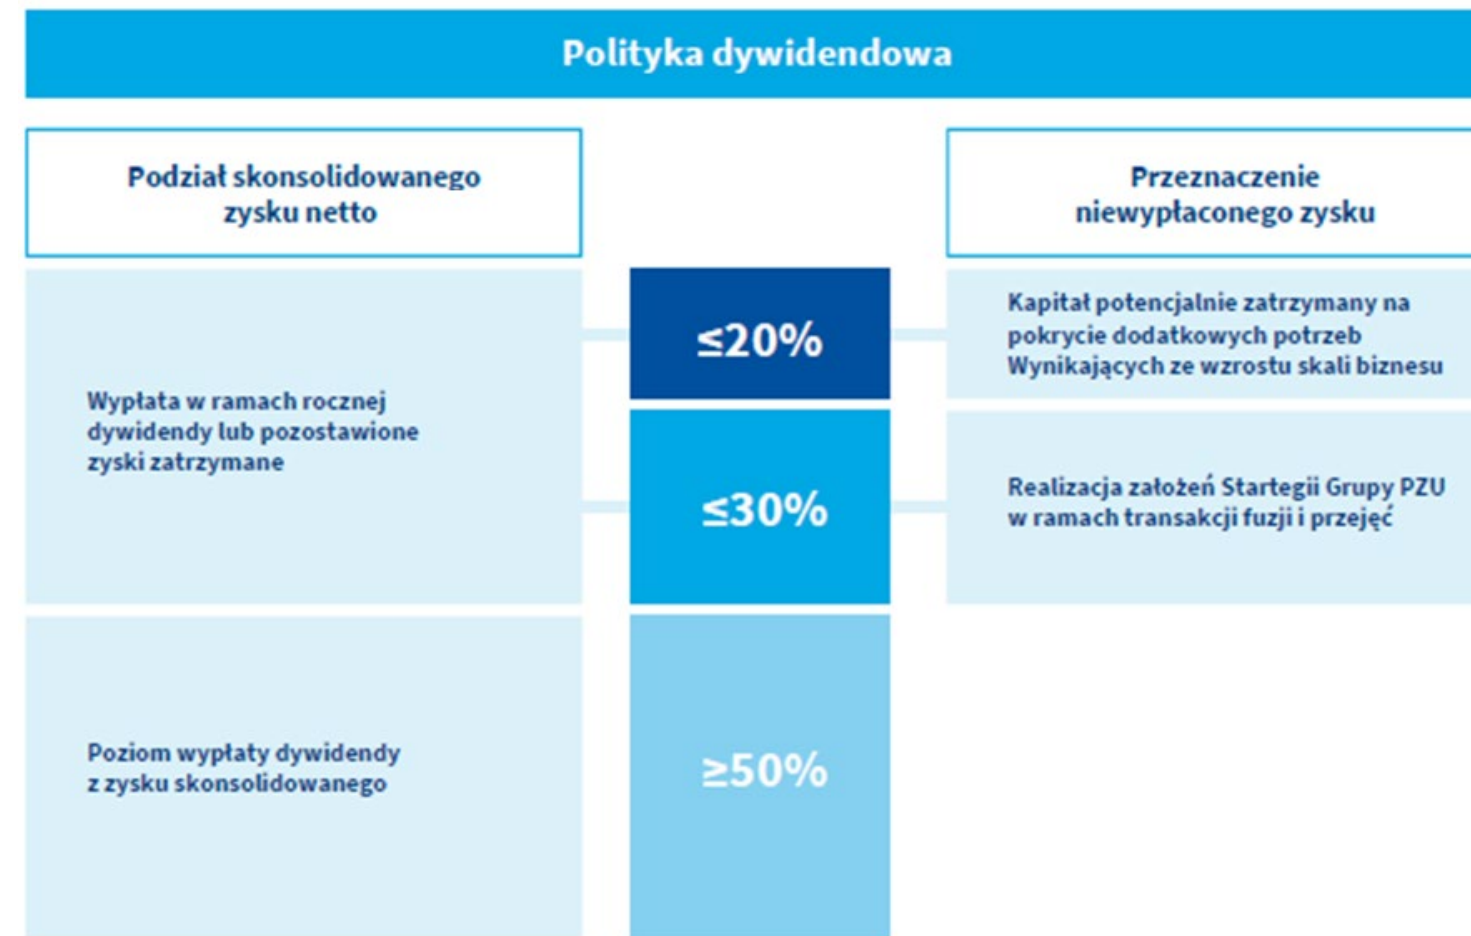 Polityka dywidendowa
Podział skonsolidowanego
zysku netto
Przeznaczenie
niewypłaconego zysku
Wypłata w ramach rocznej
dywidendy lub pozostawione
zyski zatrzymane
≤20%
Kapitał potencjalnie zatrzymany na
pokrycie dodatkowych potrzeb
Wynikających ze wzrostu skali biznesu
≤30%
Realizacja założeń Startegii Grupy PZU
w ramach transakcji fuzji i przejęć
Poziom wypłaty dywidendy
z zysku skonsolidowanego
≥50%